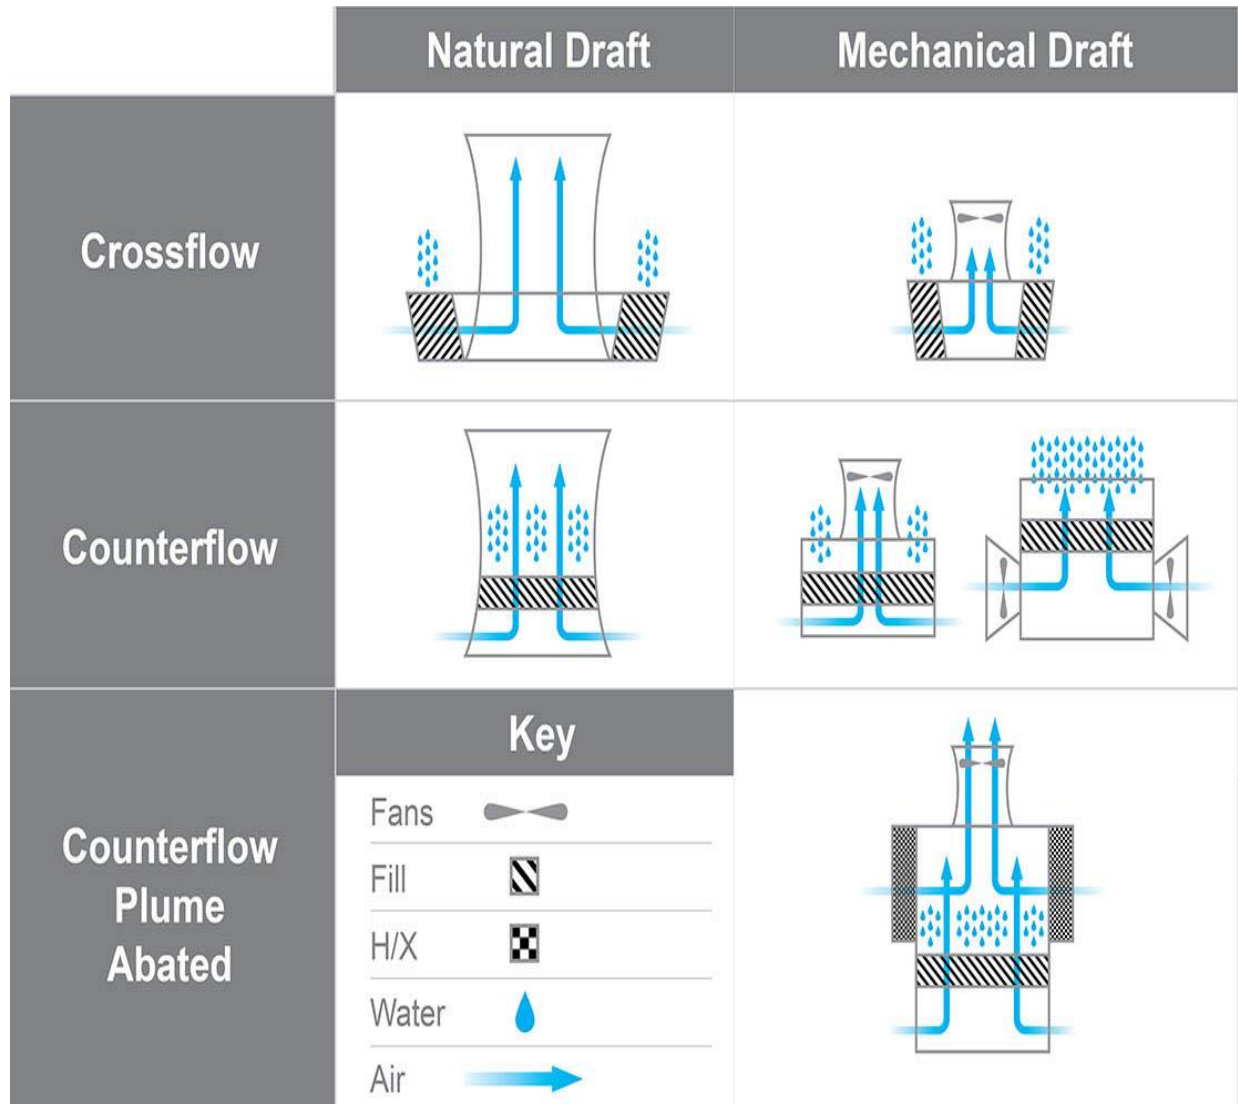 Natural Draft
Mechanical Draft
Crossflow
Counterflow
Counterflow
Plume
Abated
Key
Fans
Fill
H/X
Water
Air